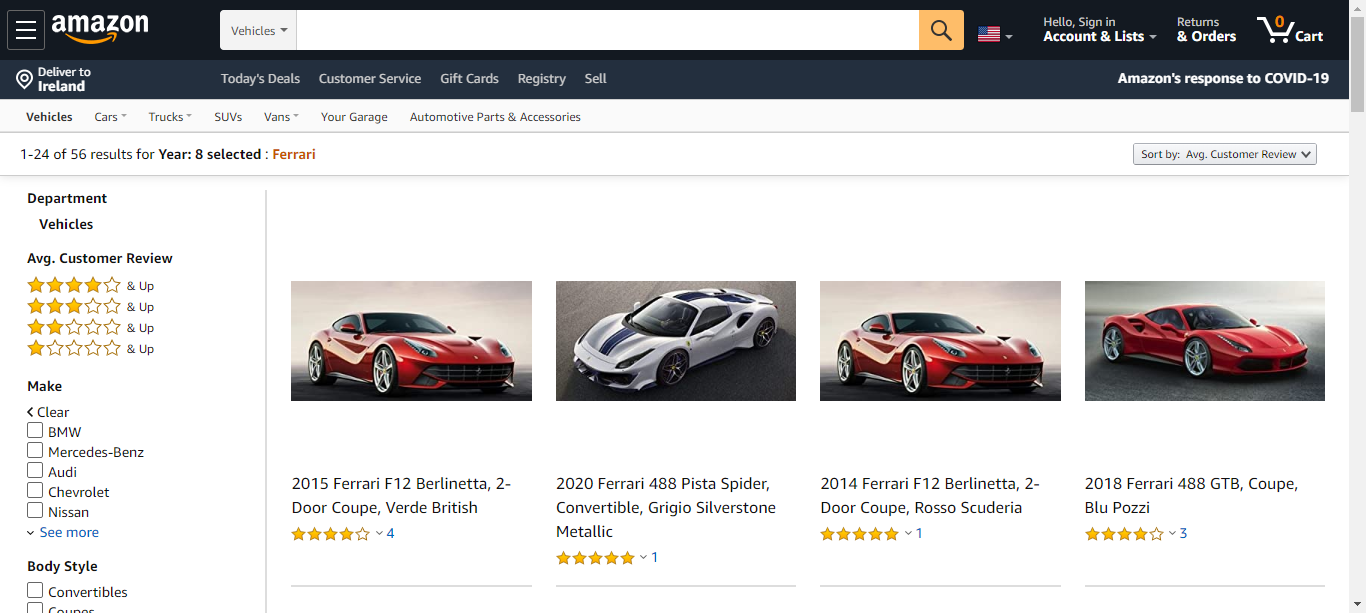 amazon
Vehicles
Hello, Sign in
Account & Lists
Returns
& Orders
0
Cart
Deliver to
Ireland
Today's Deals Customer Service Gift Cards Registry Sell
Amazon's response to COVID-19
Vehicles Cars Trucks SUVs Vans Your Garage Automotive Parts & Accessories
1-24 of 56 results for Year: 8 selected : Ferrari
Sort by: Avg. Customer Review
Department
Vehicles
Avg. Customer Review
& Up
& Up
& Up
& Up
Make
Clear
BMW
Mercedes-Benz
Audi
Chevrolet
Nissan
See more
Body Style
Convertibles
Coupes
2015 Ferrari F12 Berlinetta, 2-
Door Coupe, Verde British
4
2020 Ferrari 488 Pista Spider,
Convertible, Grigio Silverstone
Metallic
1
2014 Ferrari F12 Berlinetta, 2-
Door Coupe, Rosso Scuderia
1
2018 Ferrari 488 GTB, Coupe,
Blu Pozzi
3